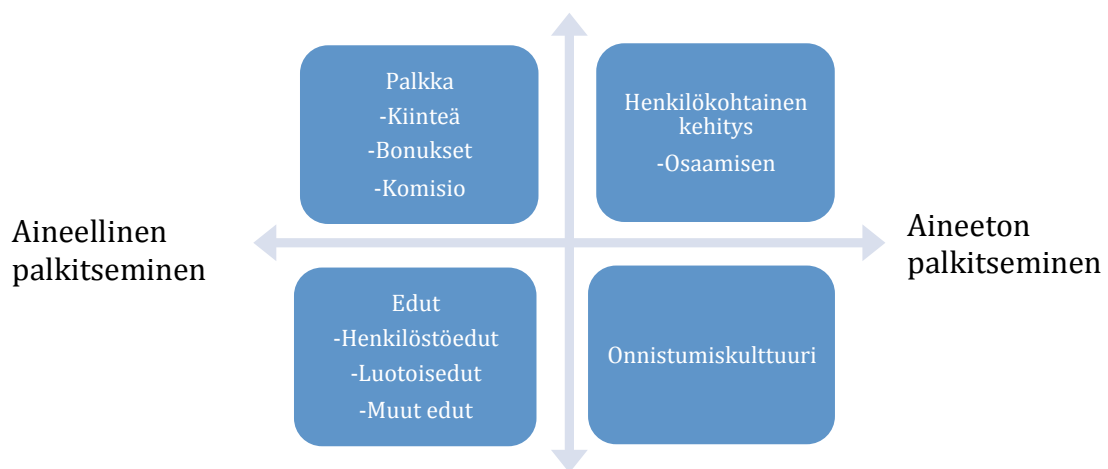 Palkka
-Kiinteä
-Bonukset
-Komisio
Henkilökohtainen
kehitys
-Osaamisen
Aineellinen
palkitseminen
Aineeton
palkitseminen
Edut
-Henkilöstöedut
-Luotoisedut
-Muut edut
Onnistumiskulttuuri